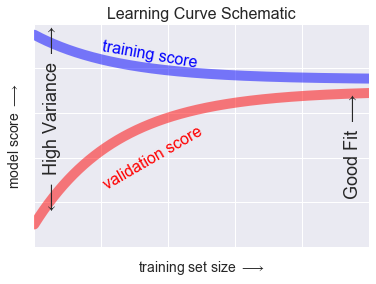 Learning Curve Schematic
training score
validation score
⟵ High Variance ⟶
Good Fit ⟶
model score ⟶
training set size ⟶